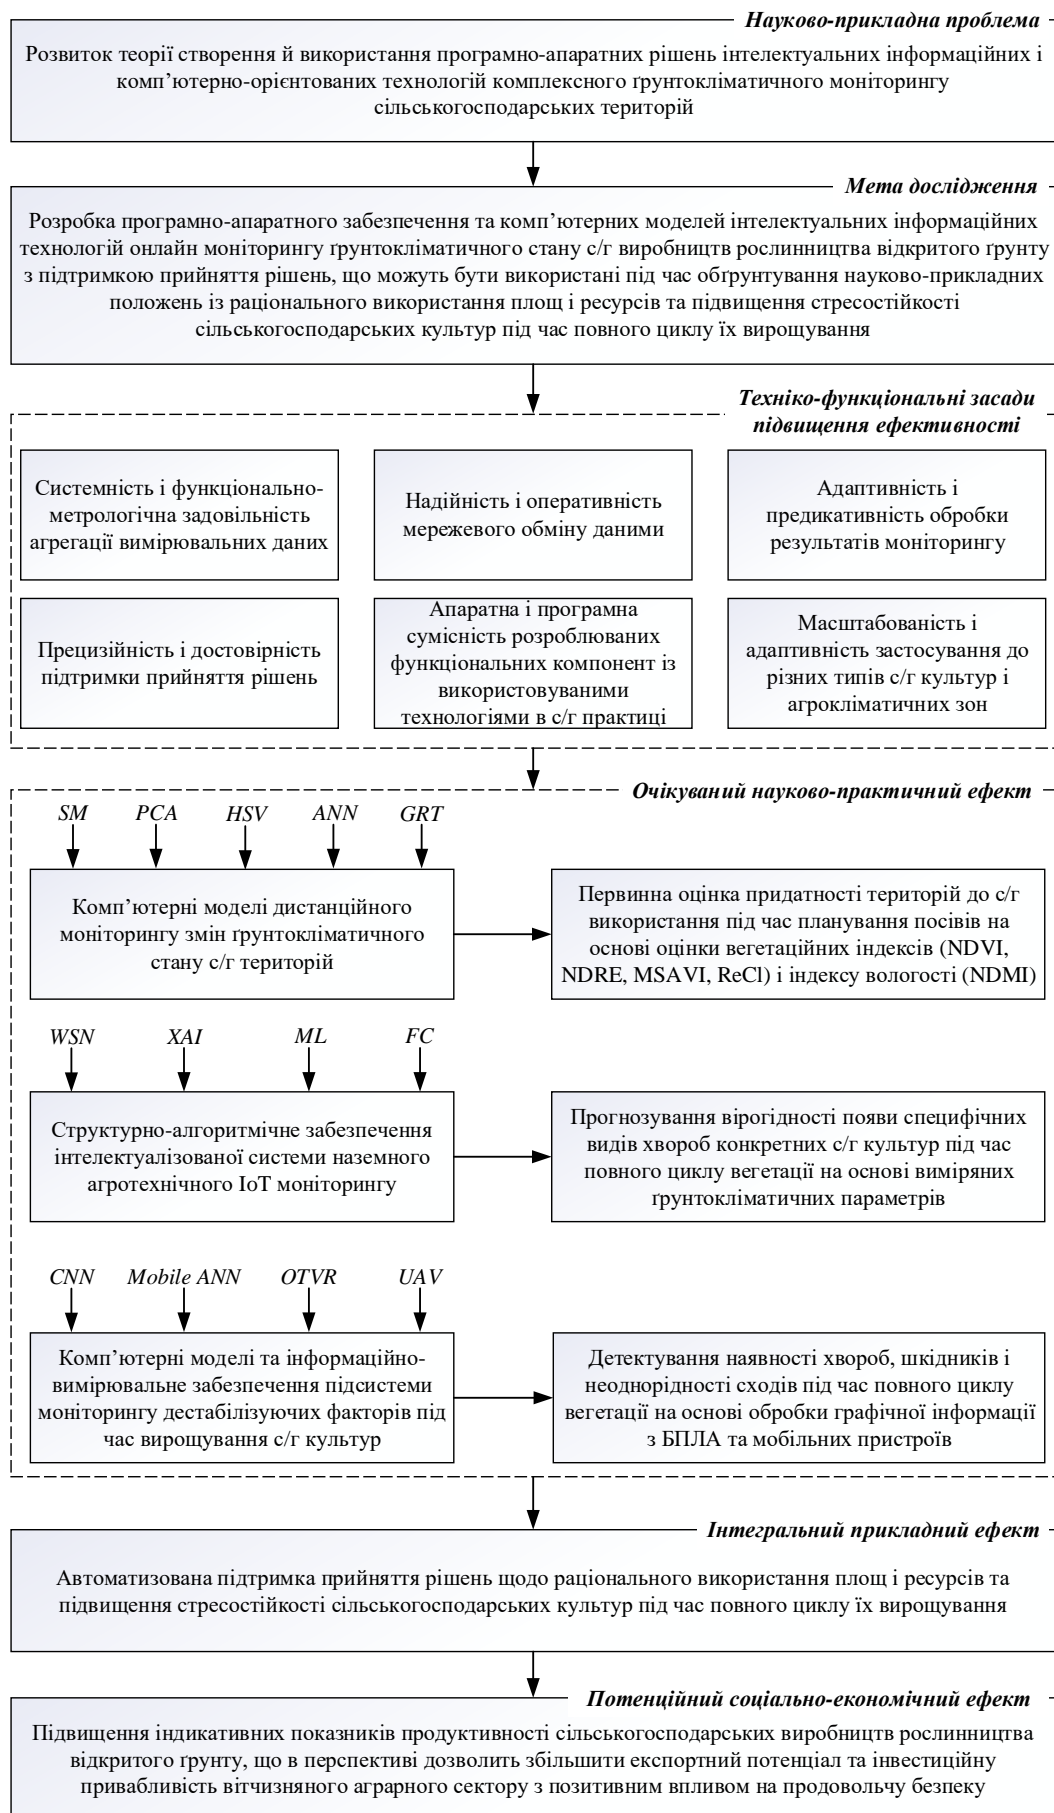 Науково-прикладна проблема
Розвиток теорії створення й використання програмно-апаратних рішень інтелектуальних інформаційних і
комп’ютерно-орієнтованих технологій комплексного ґрунтокліматичного моніторингу
сільськогосподарських територій
Мета дослідження
Розробка програмно-апаратного забезпечення та комп’ютерних моделей інтелектуальних інформаційних
технологій онлайн моніторингу ґрунтокліматичного стану с/г виробництв рослинництва відкритого ґрунту
з підтримкою прийняття рішень, що можуть бути використані під час обґрунтування науково-прикладних
положень із раціонального використання площ і ресурсів та підвищення стресостійкості
сільськогосподарських культур під час повного циклу їх вирощування
Техніко-функціональні засади
підвищення ефективності
Системність і функціонально-
метрологічна задовільність
агрегації вимірювальних даних
Надійність і оперативність
мережевого обміну даними
Адаптивність і
предикативність обробки
результатів моніторингу
Прецизійність і достовірність
підтримки прийняття рішень
Апаратна і програмна
сумісність розроблюваних
функціональних компонент із
використовуваними
технологіями в с/г практиці
Масштабованість і
адаптивність застосування до
різних типів с/г культур і
агрокліматичних зон
Очікуваний науково-практичний ефект
SM PCA HSV ANN GRT
Комп’ютерні моделі дистанційного
моніторингу змін ґрунтокліматичного
стану с/г територій
Первинна оцінка придатності територій до с/г
використання під час планування посівів на
основі оцінки вегетаційних індексів (NDVI,
NDRE, MSAVI, ReCl) і індексу вологості (NDMI)
WSN XAI ML FC
Структурно-алгоритмічне забезпечення
інтелектуалізованої системи наземного
агротехнічного IoT моніторингу
Прогнозування вірогідності появи специфічних
видів хвороб конкретних с/г культур під час
повного циклу вегетації на основі виміряних
ґрунтокліматичних параметрів
CNN Mobile ANN OTVR UAV
Комп’ютерні моделі та інформаційно-
вимірювальне забезпечення підсистеми
моніторингу дестабілізуючих факторів під
час вирощування с/г культур
Детектування наявності хвороб, шкідників і
неоднорідності сходів під час повного циклу
вегетації на основі обробки графічної інформації
з БПЛА та мобільних пристроїв
Інтегральний прикладний ефект
Автоматизована підтримка прийняття рішень щодо раціонального використання площ і ресурсів та
підвищення стресостійкості сільськогосподарських культур під час повного циклу їх вирощування
Потенційний соціально-економічний ефект
Підвищення індикативних показників продуктивності сільськогосподарських виробництв рослинництва
відкритого ґрунту, що в перспективі дозволить збільшити експортний потенціал та інвестиційну
привабливість вітчизняного аграрного сектору з позитивним впливом на продовольчу безпеку